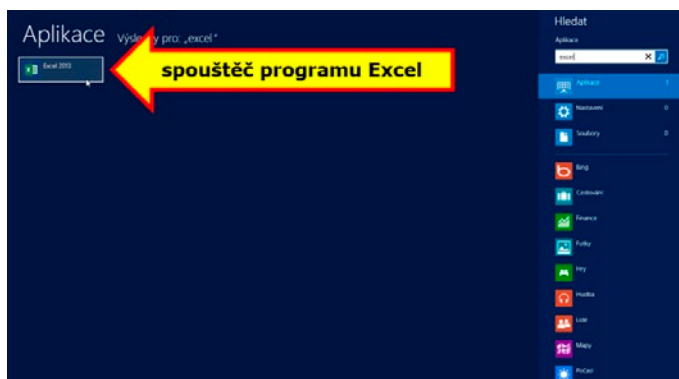 Aplikace Výsledky pro: „excel“
Excel 2013
spouštěč programu Excel
Hledat
Aplikace
excel
Aplikace 1
Nastavení 0
Soubory 0
Bing
Cestování
Finance
Fotky
Hry
Hudba
Lidé
Mapy
Počasí